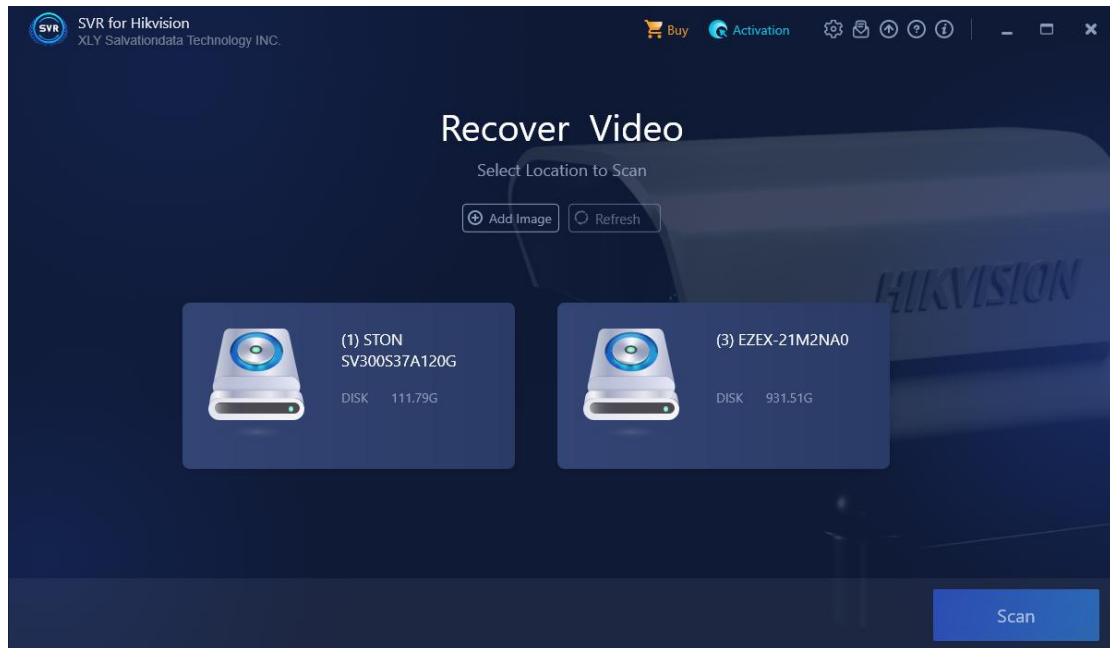 SVR
SVR for Hikvision
XLY Salvationdata Technology INC.
Buy
Activation
Recover Video
Select Location to Scan
Add Image
Refresh
HIKVISION
(1) STON
SV300S37A120G
DISK 111.79G
(3) EZEX-21M2NA0
DISK 931.51G
Scan